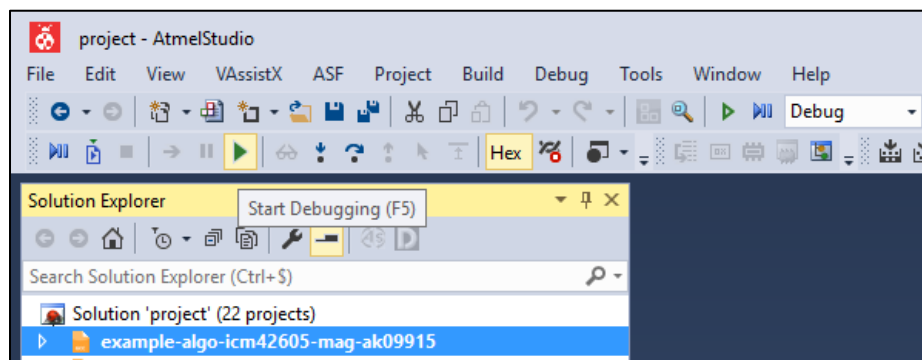 project - AtmelStudio
File Edit View VAssistX ASF Project Build Debug Tools Window Help
Debug
Hex
Solution Explorer
Start Debugging (F5)
Search Solution Explorer (Ctrl+$)
Solution 'project' (22 projects)
example-algo-icm42605-mag-ak09915